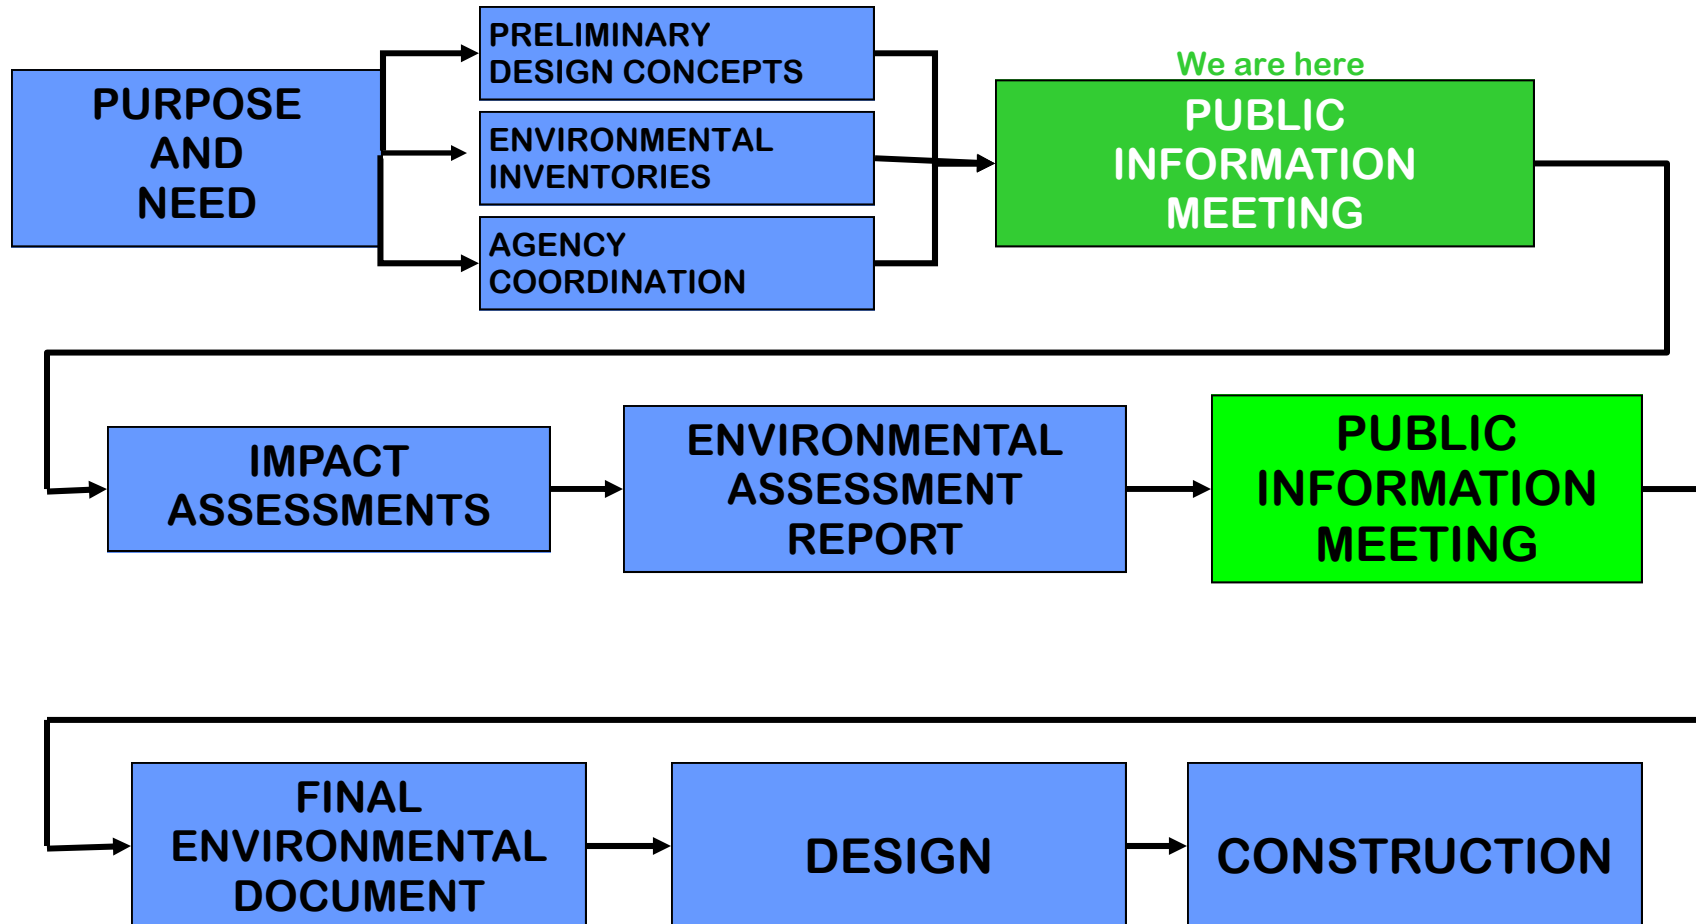 PURPOSE
AND
NEED
PRELIMINARY
DESIGN CONCEPTS
ENVIRONMENTAL
INVENTORIES
AGENCY
COORDINATION
We are here
PUBLIC
INFORMATION
MEETING
IMPACT
ASSESSMENTS
ENVIRONMENTAL
ASSESSMENT
REPORT
PUBLIC
INFORMATION
MEETING
FINAL
ENVIRONMENTAL
DOCUMENT
DESIGN
CONSTRUCTION